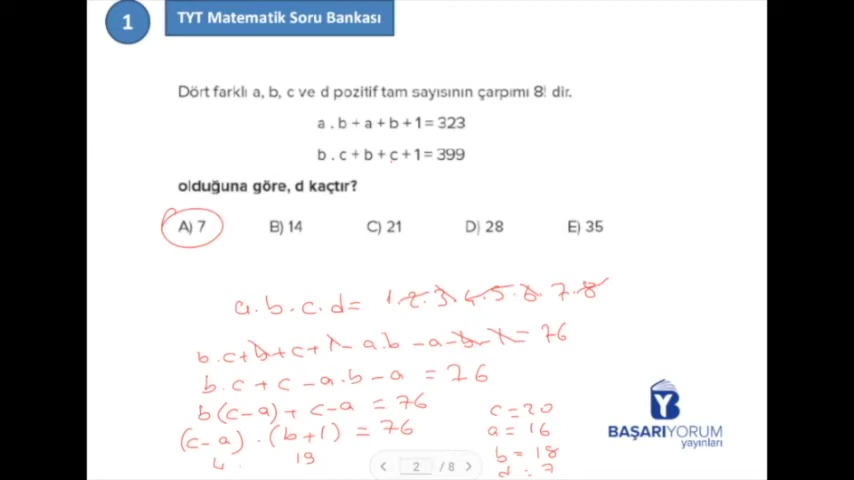 1
TYT Matematik Soru Bankası
Dört farklı a, b, c ve d pozitif tam sayısının çarpımı 8! dir.
a . b + a + b + 1 = 323
b . c + b + c + 1 = 399
olduğuna göre, d kaçtır?
A) 7 B) 14 C) 21 D) 28 E) 35
a.b.c.d= 1.2.3.4.5.6.7.8
b.c+b+c+1-a.b-a-b-1=76
b.c+c-a.b-a=76
b(c-a)+c-a=76
(c-a).(b+1)=76
4. 19
c=20
a=16
b=18
d=7
BAŞARIYORUM
yayınları
< 2 / 8 >